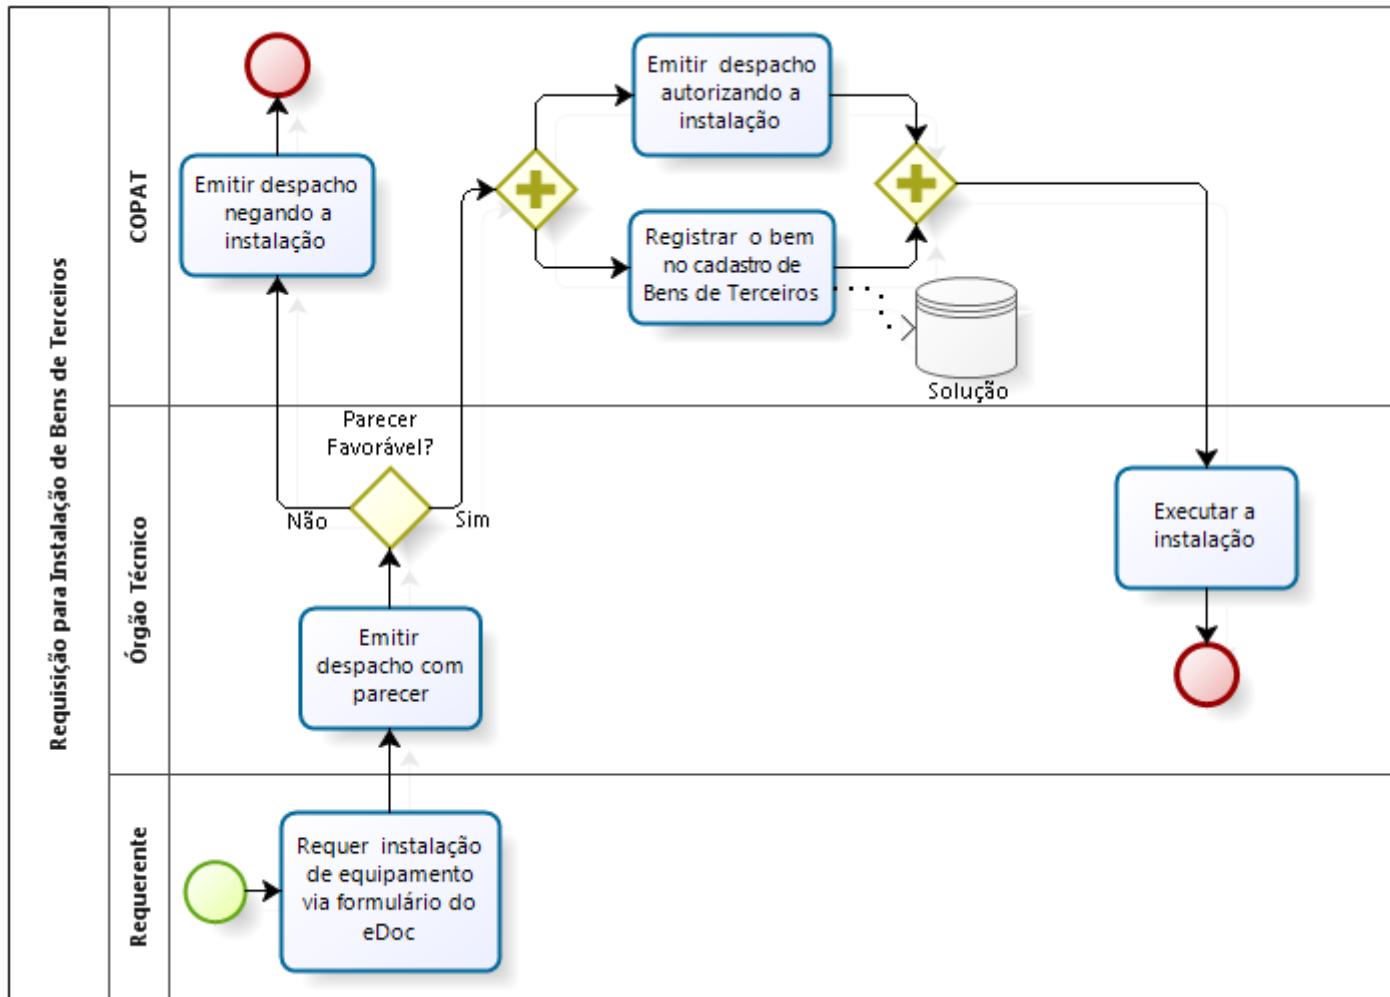 Requisição para Instalação de Bens de Terceiros
COPAT
Emitir despacho
negando a
instalação
Emitir despacho
autorizando a
instalação
Registrar o bem
no cadastro de
Bens de Terceiros
Solução
Órgão Técnico
Parecer
Favorável?
Não
Sim
Emitir
despacho com
parecer
Executar a
instalação
Requerente
Requer instalação
de equipamento
via formulário do
eDoc